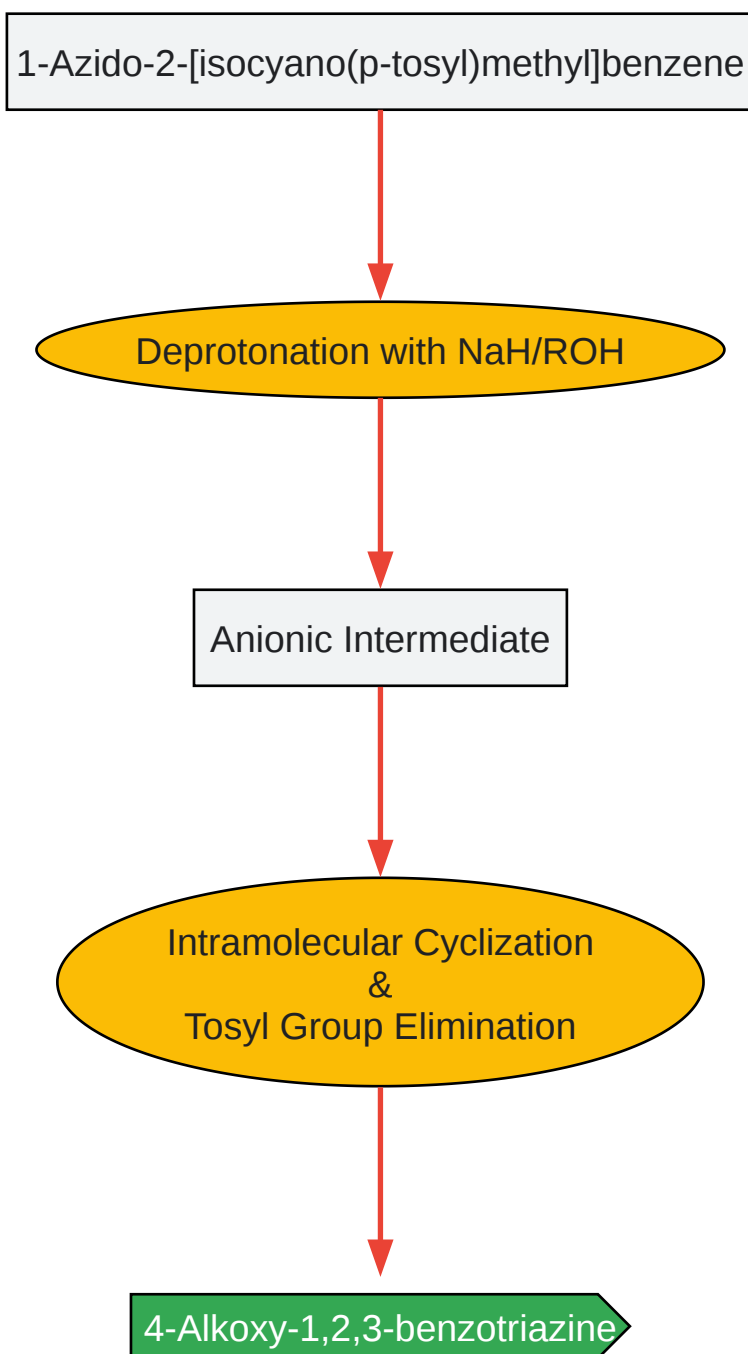 1-Azido-2-[isocyano(p-tosyl)methyl]benzene
Deprotonation with NaH/ROH
Anionic Intermediate
Intramolecular Cyclization
&
Tosyl Group Elimination
4-Alkoxy-1,2,3-benzotriazine